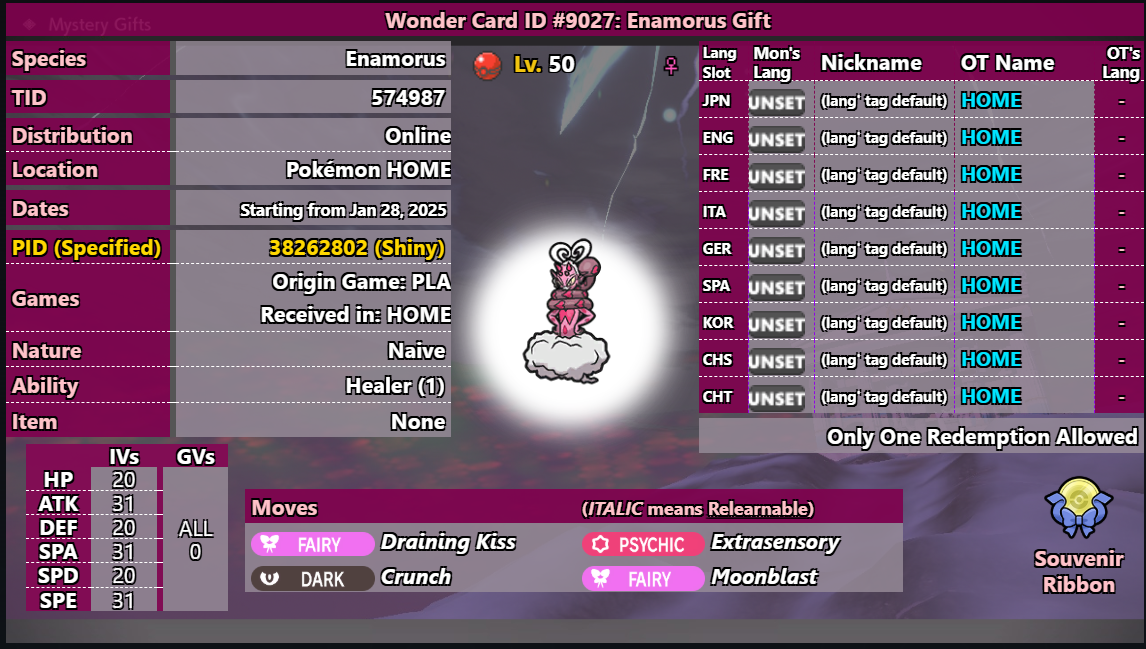 Mystery Gifts
Wonder Card ID #9027: Enamorus Gift
Species Enamorus
TID 574987
Distribution Online
Location Pokémon HOME
Dates Starting from Jan 28, 2025
PID (Specified) 38262802 (Shiny)
Games Origin Game: PLA
Received in: HOME
Nature Naive
Ability Healer (1)
Item None
Lv. 50 ♀
Lang Slot Mon's Lang Nickname OT Name OT's Lang
JPN UNSET (lang' tag default) HOME -
ENG UNSET (lang' tag default) HOME -
FRE UNSET (lang' tag default) HOME -
ITA UNSET (lang' tag default) HOME -
GER UNSET (lang' tag default) HOME -
SPA UNSET (lang' tag default) HOME -
KOR UNSET (lang' tag default) HOME -
CHS UNSET (lang' tag default) HOME -
CHT UNSET (lang' tag default) HOME -
Only One Redemption Allowed
IVs GVs
HP 20
ATK 31
DEF 20 ALL
SPA 31 0
SPD 20
SPE 31
Moves (ITALIC means Relearnable)
FAIRY Draining Kiss PSYCHIC Extrasensory
DARK Crunch FAIRY Moonblast
Souvenir
Ribbon